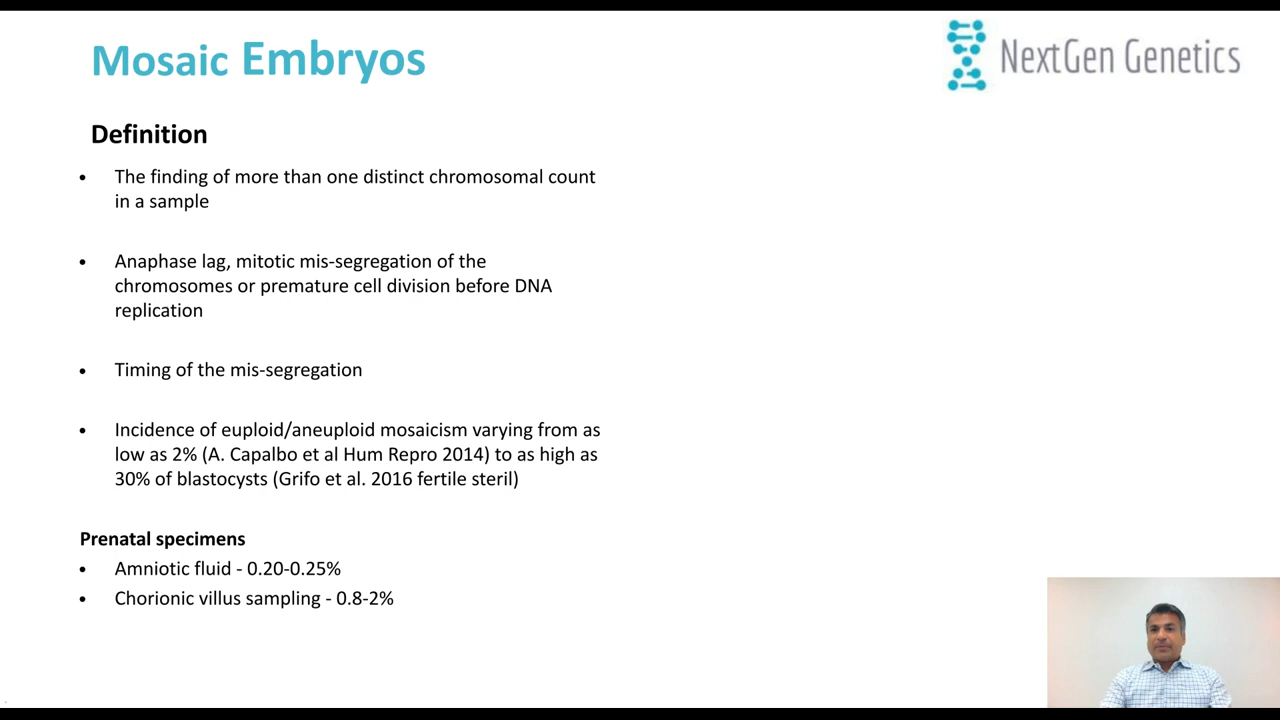 Mosaic Embryos
NextGen Genetics
Definition
• The finding of more than one distinct chromosomal count
in a sample
• Anaphase lag, mitotic mis-segregation of the
chromosomes or premature cell division before DNA
replication
• Timing of the mis-segregation
• Incidence of euploid/aneuploid mosaicism varying from as
low as 2% (A. Capalbo et al Hum Repro 2014) to as high as
30% of blastocysts (Grifo et al. 2016 fertile steril)
Prenatal specimens
• Amniotic fluid - 0.20-0.25%
• Chorionic villus sampling - 0.8-2%